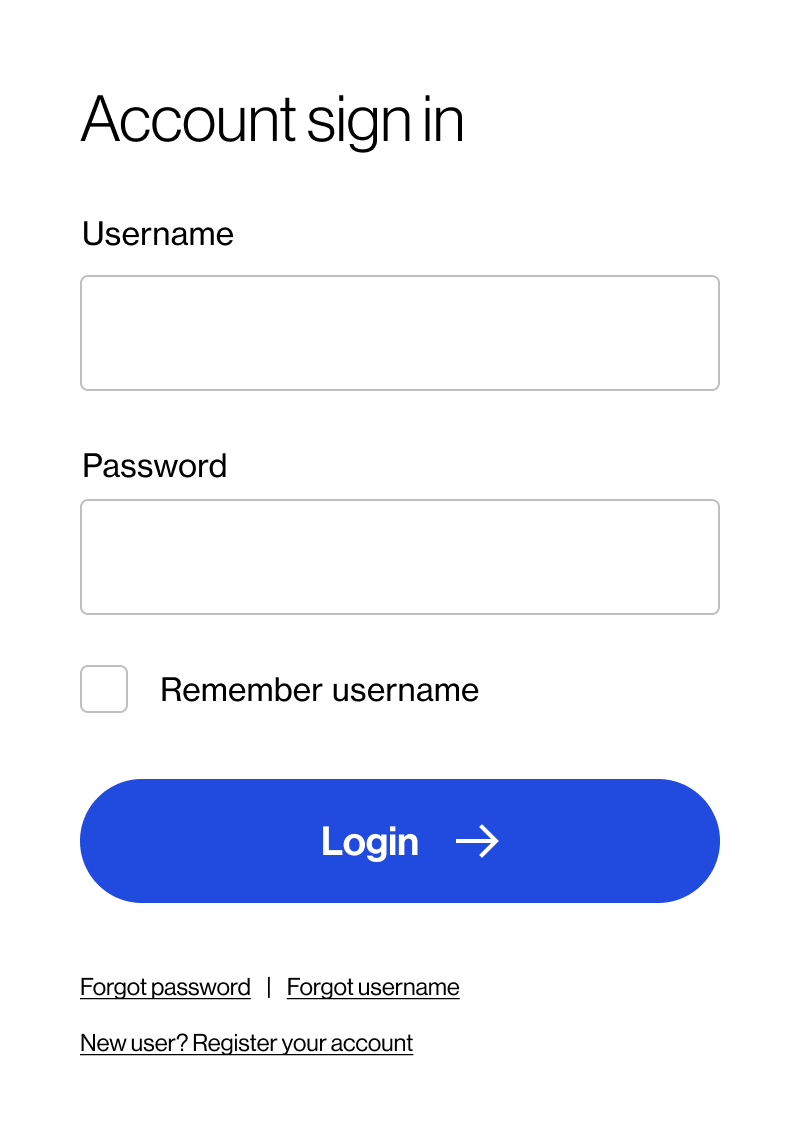 Account sign in
Username
Password
Remember username
Login
Forgot password | Forgot username
New user? Register your account